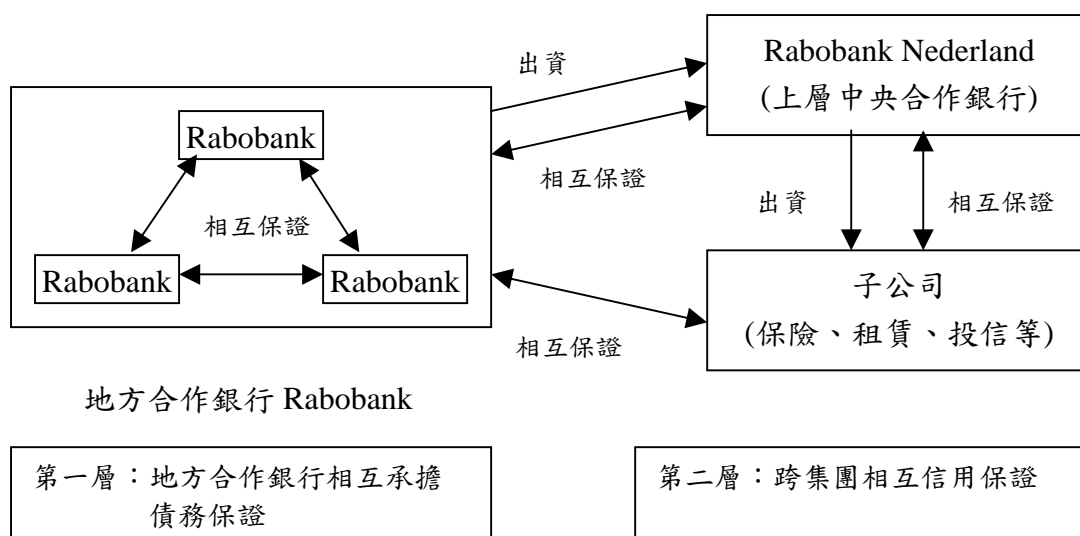 Rabobank Nederland
(上層中央合作銀行)
出資
Rabobank
相互保證
相互保證
出資
相互保證
Rabobank
Rabobank
子公司
(保險、租賃、投信等)
相互保證
地方合作銀行 Rabobank
第一層：地方合作銀行相互承擔
債務保證
第二層：跨集團相互信用保證